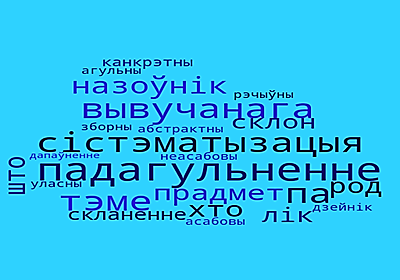 канкрэтны
агульны
рэчыўны
назоўнік
вывучанага
склон
зборны
абстрактны
сістэматызацыя
дапаўненне
неасабовы
што
падагульненне
уласны
прадмет
па
род
тэме
хто
лік
дзейнік
скланенне
асабовы